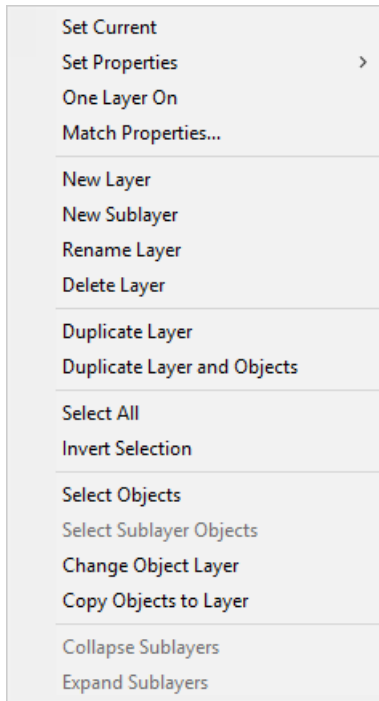 Set Current
Set Properties
One Layer On
Match Properties...
New Layer
New Sublayer
Rename Layer
Delete Layer
Duplicate Layer
Duplicate Layer and Objects
Select All
Invert Selection
Select Objects
Select Sublayer Objects
Change Object Layer
Copy Objects to Layer
Collapse Sublayers
Expand Sublayers